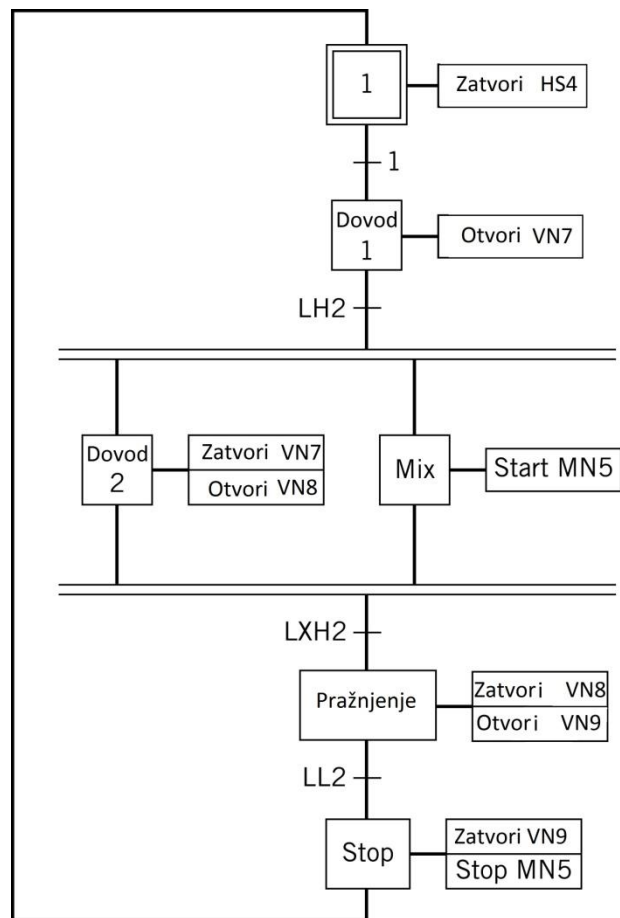 1
Zatvori HS4
1
Dovod
1
Otvori VN7
LH2
Dovod
2
Zatvori VN7
Otvori VN8
Mix
Start MN5
LXH2
Pražnjenje
Zatvori VN8
Otvori VN9
LL2
Stop
Zatvori VN9
Stop MN5